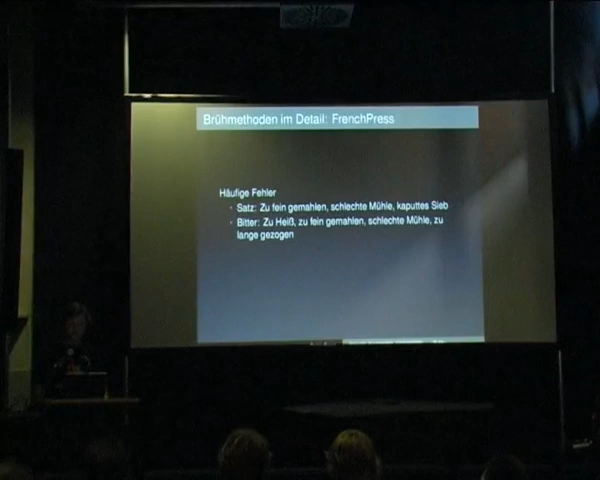 Brühmethoden im Detail: FrenchPress
Häufige Fehler
Satz: Zu fein gemahlen, schlechte Mühle, kaputtes Sieb
Bitter: Zu Heiß, zu fein gemahlen, schlechte Mühle, zu
lange gezogen